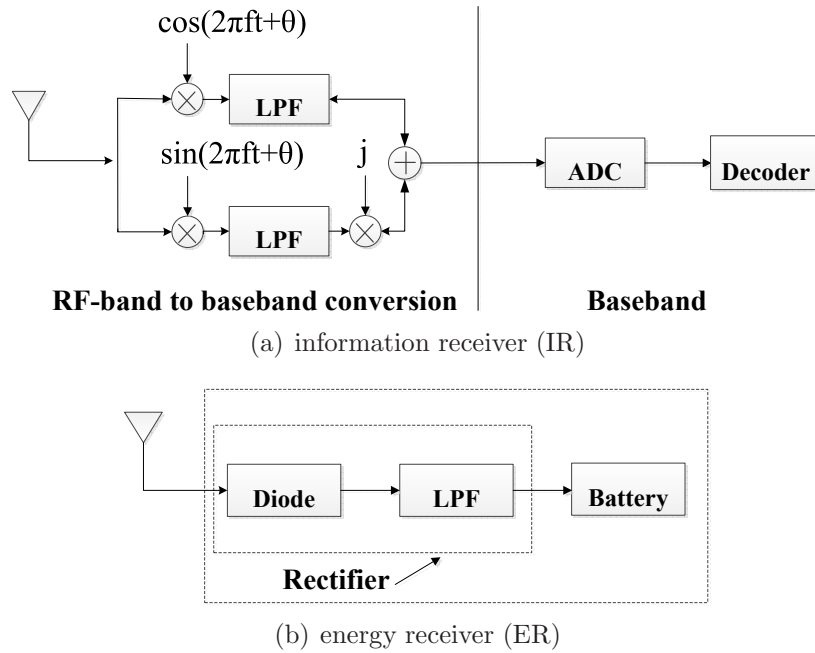 cos(2πft+θ)
LPF
sin(2πft+θ)
j
LPF
ADC
Decoder
RF-band to baseband conversion
Baseband
(a) information receiver (IR)
Diode
LPF
Battery
Rectifier
(b) energy receiver (ER)